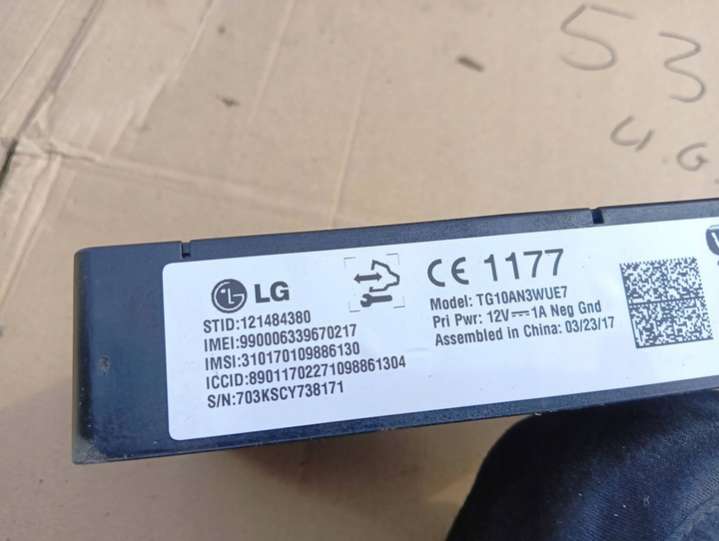 53
4G
LG
CE 1177
STID:121484380
IMEI:990006339670217
IMSI:310170109886130
ICCID:89011702271098861304
S/N:703KSCY738171
Model: TG10AN3WUE7
Pri Pwr: 12V⎓1A Neg Gnd
Assembled in China: 03/23/17